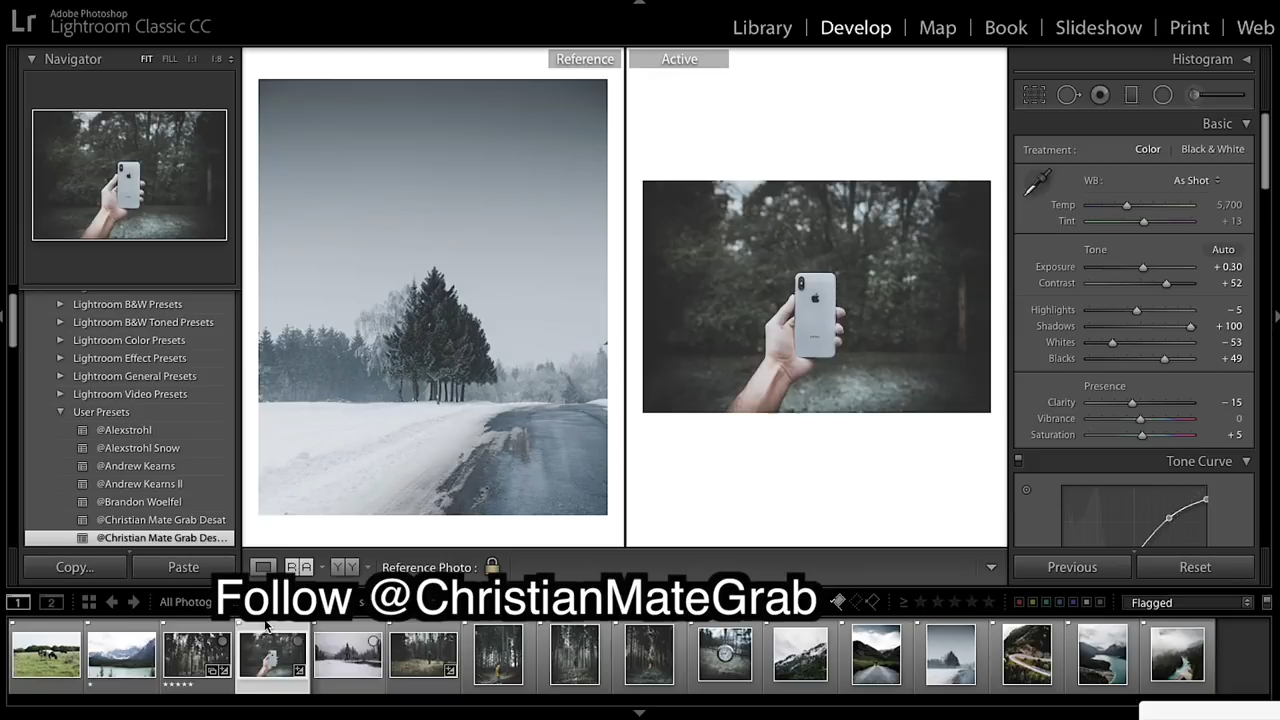 Lr
Adobe Photoshop
Lightroom Classic CC
Library | Develop | Map | Book | Slideshow | Print | Web
Navigator FIT FILL 1:1 1:8
Reference
Active
Histogram
Basic
Treatment : Color | Black & White
WB : As Shot
Temp 5,700
Tint + 13
Tone Auto
Exposure + 0.30
Contrast + 52
Highlights – 5
Shadows + 100
Whites – 53
Blacks + 49
Presence
Clarity – 15
Vibrance 0
Saturation + 5
Tone Curve
Lightroom B&W Presets
Lightroom B&W Toned Presets
Lightroom Color Presets
Lightroom Effect Presets
Lightroom General Presets
Lightroom Video Presets
User Presets
@Alexstrohl
@Alexstrohl Snow
@Andrew Kearns
@Andrew Kearns II
@Brandon Woelfel
@Christian Mate Grab Desat
@Christian Mate Grab Des...
Copy... Paste
R A Y Y Reference Photo :
Previous Reset
Follow @ChristianMateGrab
1 2 All Photog
Flagged